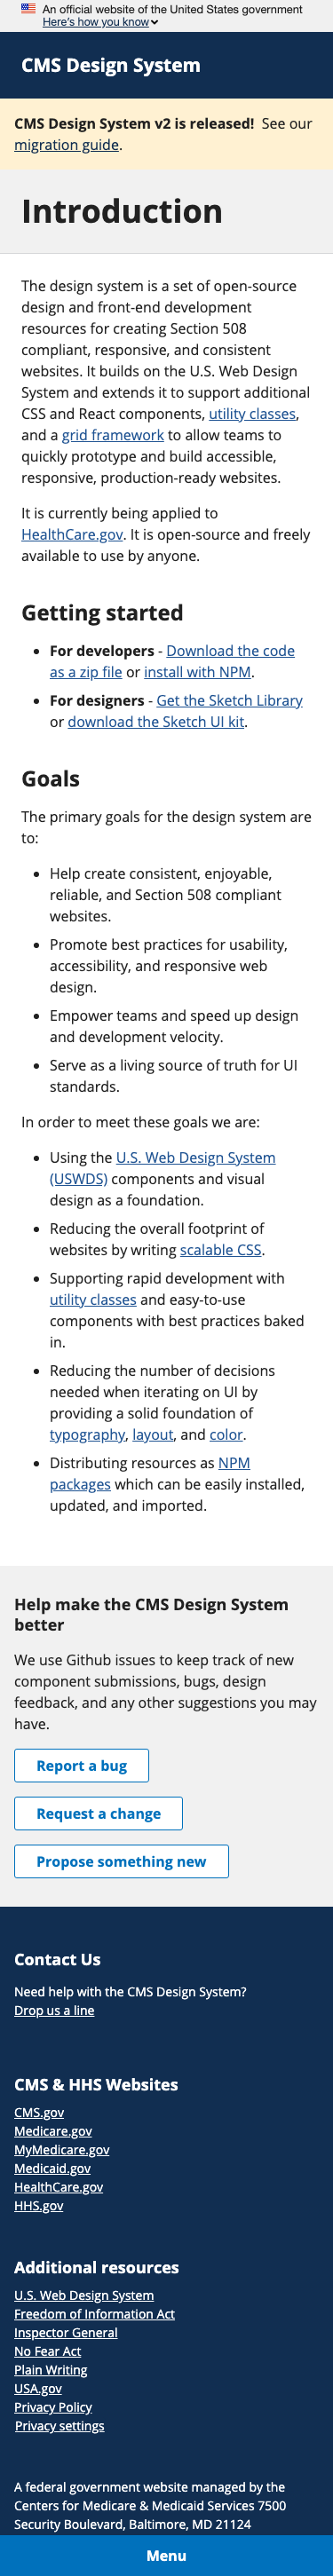 An official website of the United States government
Here's how you know
CMS Design System
CMS Design System v2 is released!  See our
migration guide.
Introduction
The design system is a set of open-source
design and front-end development
resources for creating Section 508
compliant, responsive, and consistent
websites. It builds on the U.S. Web Design
System and extends it to support additional
CSS and React components, utility classes,
and a grid framework to allow teams to
quickly prototype and build accessible,
responsive, production-ready websites.
It is currently being applied to
HealthCare.gov. It is open-source and freely
available to use by anyone.
Getting started
• For developers - Download the code
as a zip file or install with NPM.
• For designers - Get the Sketch Library
or download the Sketch UI kit.
Goals
The primary goals for the design system are
to:
• Help create consistent, enjoyable,
reliable, and Section 508 compliant
websites.
• Promote best practices for usability,
accessibility, and responsive web
design.
• Empower teams and speed up design
and development velocity.
• Serve as a living source of truth for UI
standards.
In order to meet these goals we are:
• Using the U.S. Web Design System
(USWDS) components and visual
design as a foundation.
• Reducing the overall footprint of
websites by writing scalable CSS.
• Supporting rapid development with
utility classes and easy-to-use
components with best practices baked
in.
• Reducing the number of decisions
needed when iterating on UI by
providing a solid foundation of
typography, layout, and color.
• Distributing resources as NPM
packages which can be easily installed,
updated, and imported.
Help make the CMS Design System
better
We use Github issues to keep track of new
component submissions, bugs, design
feedback, and any other suggestions you may
have.
Report a bug
Request a change
Propose something new
Contact Us
Need help with the CMS Design System?
Drop us a line
CMS & HHS Websites
CMS.gov
Medicare.gov
MyMedicare.gov
Medicaid.gov
HealthCare.gov
HHS.gov
Additional resources
U.S. Web Design System
Freedom of Information Act
Inspector General
No Fear Act
Plain Writing
USA.gov
Privacy Policy
Privacy settings
A federal government website managed by the
Centers for Medicare & Medicaid Services 7500
Security Boulevard, Baltimore, MD 21124
Menu